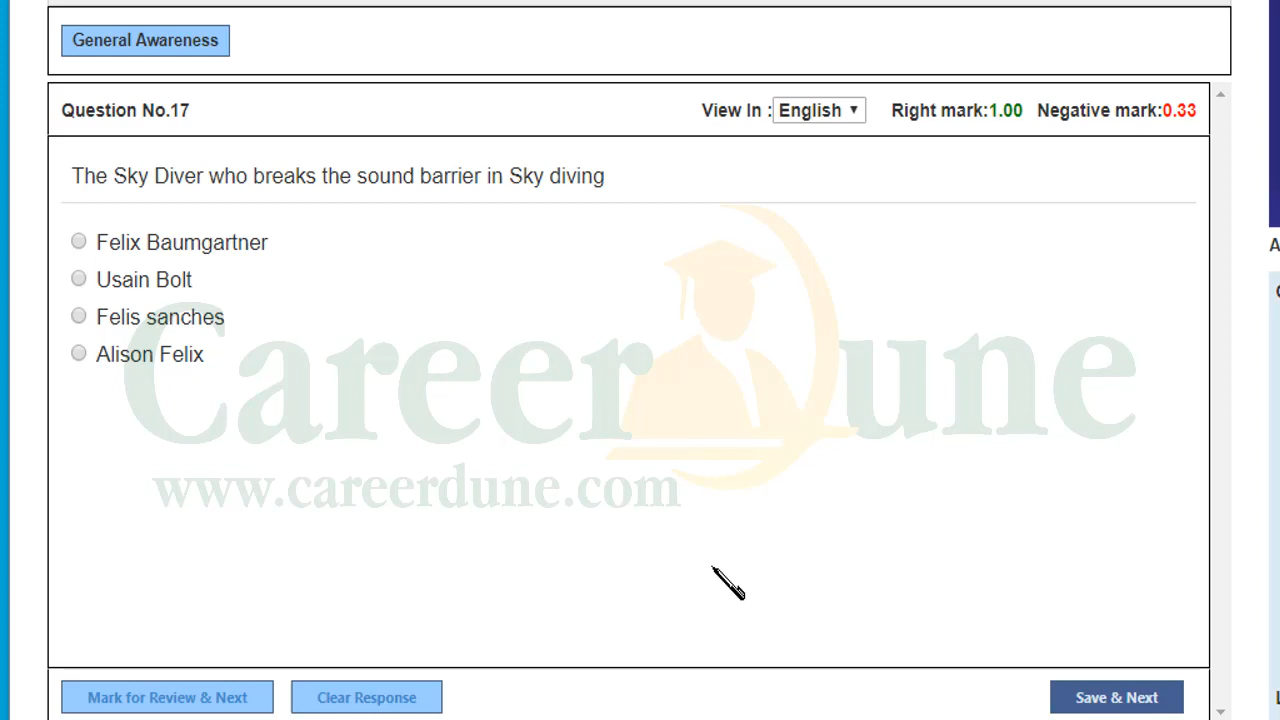 General Awareness
Question No.17 View In : English ▼ Right mark:1.00 Negative mark:0.33
The Sky Diver who breaks the sound barrier in Sky diving
Felix Baumgartner
Usain Bolt
Felis sanches
Alison Felix
Career Dune
www.careerdune.com
Mark for Review & Next Clear Response Save & Next